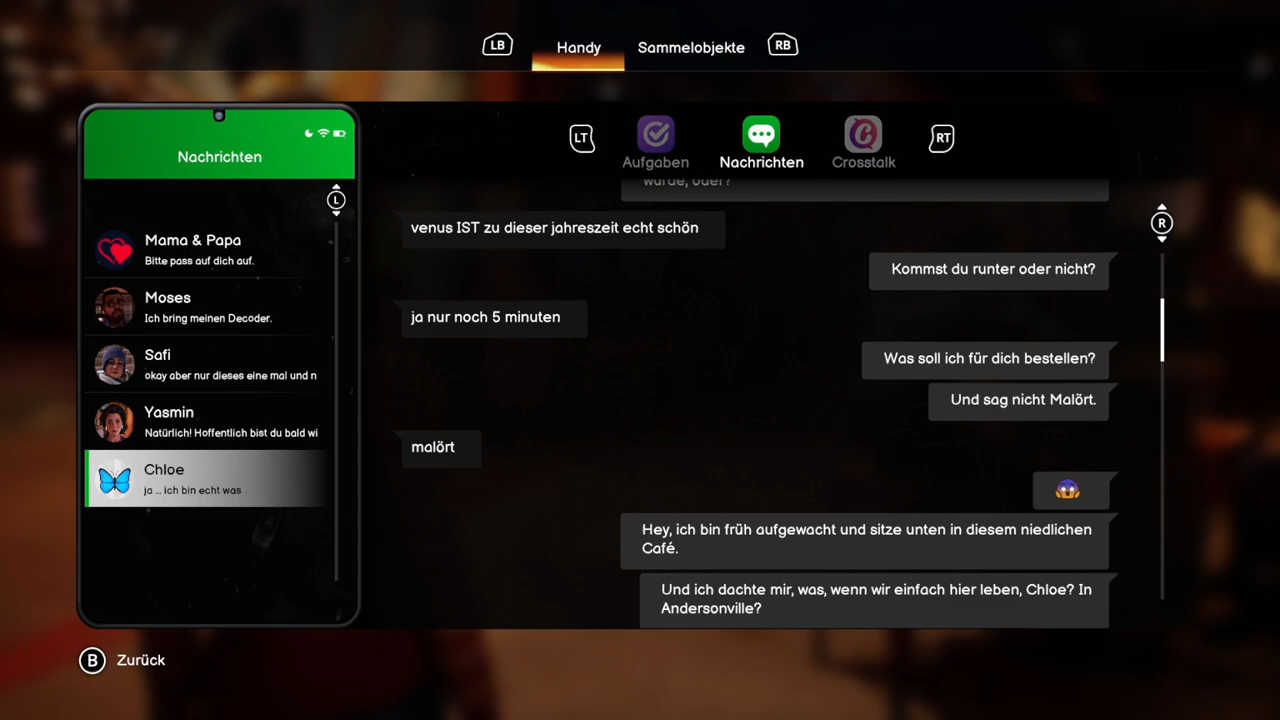 LB
Handy
Sammelobjekte
RB
Nachrichten
LT
Aufgaben
Nachrichten
Crosstalk
RT
L
R
Mama & Papa
Bitte pass auf dich auf.
Moses
Ich bring meinen Decoder.
Safi
okay aber nur dieses eine mal und n
Yasmin
Natürlich! Hoffentlich bist du bald wi
Chloe
ja ... ich bin echt was
wurde, oder?
venus IST zu dieser jahreszeit echt schön
Kommst du runter oder nicht?
ja nur noch 5 minuten
Was soll ich für dich bestellen?
Und sag nicht Malört.
malört
Hey, ich bin früh aufgewacht und sitze unten in diesem niedlichen
Café.
Und ich dachte mir, was, wenn wir einfach hier leben, Chloe? In
Andersonville?
B Zurück